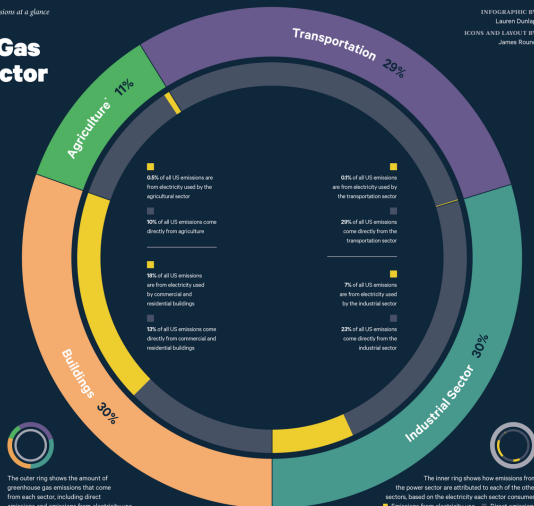 sions at a glance
INFOGRAPHIC BY
Lauren Dunlap
ICONS AND LAYOUT BY
James Round
Gas
ctor
Transportation 29%
Agriculture* 11%
0.5% of all US emissions are
from electricity used by the
agricultural sector
10% of all US emissions come
directly from agriculture
18% of all US emissions
are from electricity used
by commercial and
residential buildings
13% of all US emissions come
directly from commercial and
residential buildings
0.1% of all US emissions
are from electricity used by
the transportation sector
29% of all US emissions
come directly from the
transportation sector
7% of all US emissions
are from electricity used
by the industrial sector
23% of all US emissions
come directly from the
industrial sector
Buildings 30%
Industrial Sector 30%
The outer ring shows the amount of
greenhouse gas emissions that come
from each sector, including direct
The inner ring shows how emissions from
the power sector are attributed to each of the othe
sectors, based on the electricity each sector consumes